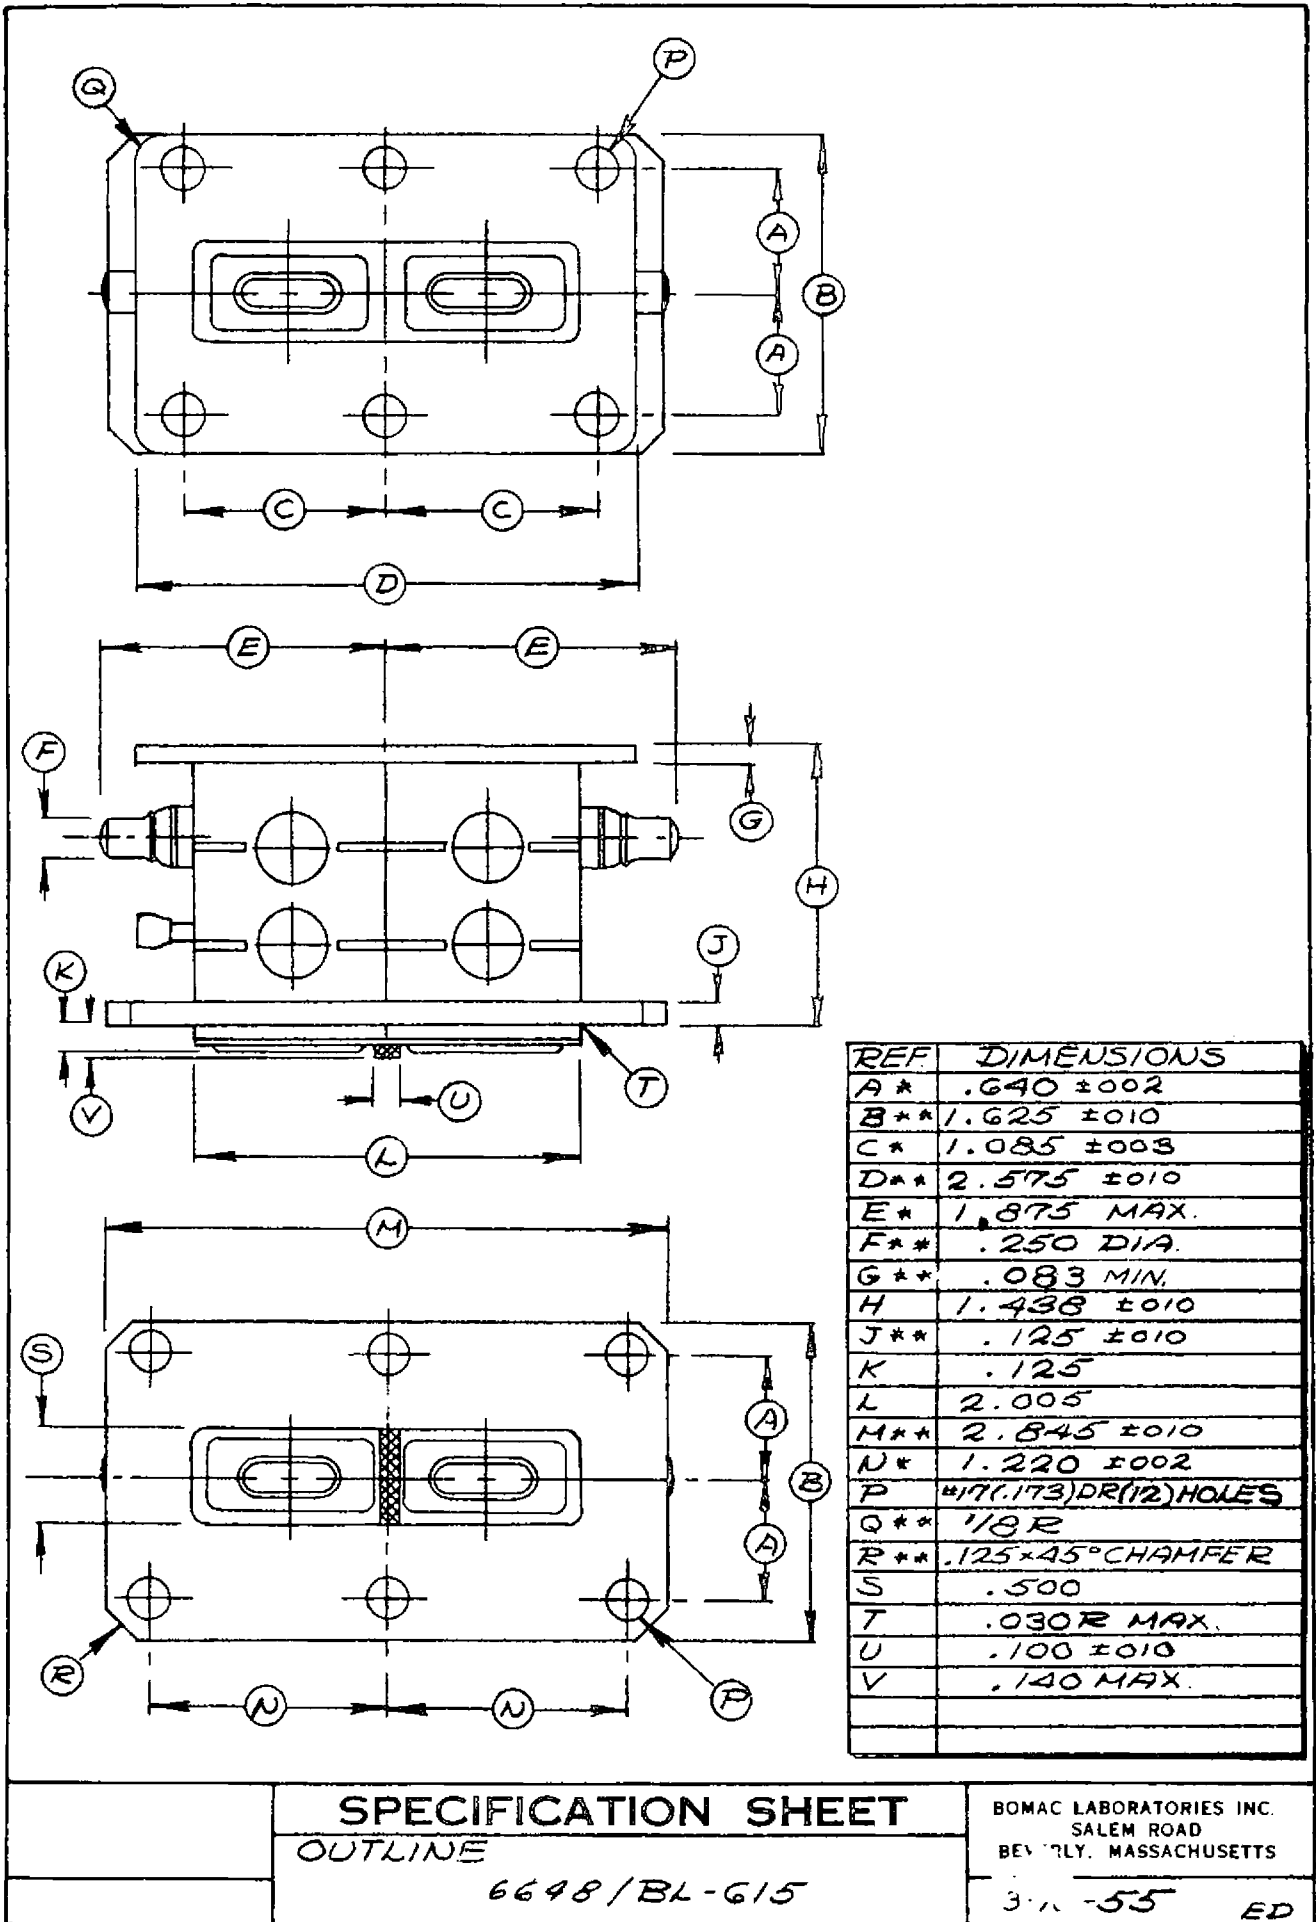 Q
P
A
B
A
C
C
D
E
E
F
G
H
J
K
V
U
T
L
M
S
A
B
A
R
N
N
P
REF DIMENSIONS
A* .640 ±002
B** 1.625 ±010
C* 1.085 ±003
D** 2.575 ±010
E* 1.875 MAX.
F** .250 DIA.
G** .083 MIN.
H 1.438 ±010
J** .125 ±010
K .125
L 2.005
M** 2.845 ±010
N* 1.220 ±002
P #17(.173)DR(12)HOLES
Q** 1/8 R
R** .125×45° CHAMFER
S .500
T .030R MAX.
U .100 ±010
V .140 MAX.
SPECIFICATION SHEET
OUTLINE
6648/BL-615
BOMAC LABORATORIES INC.
SALEM ROAD
MASSACHUSETTS
-55 ED